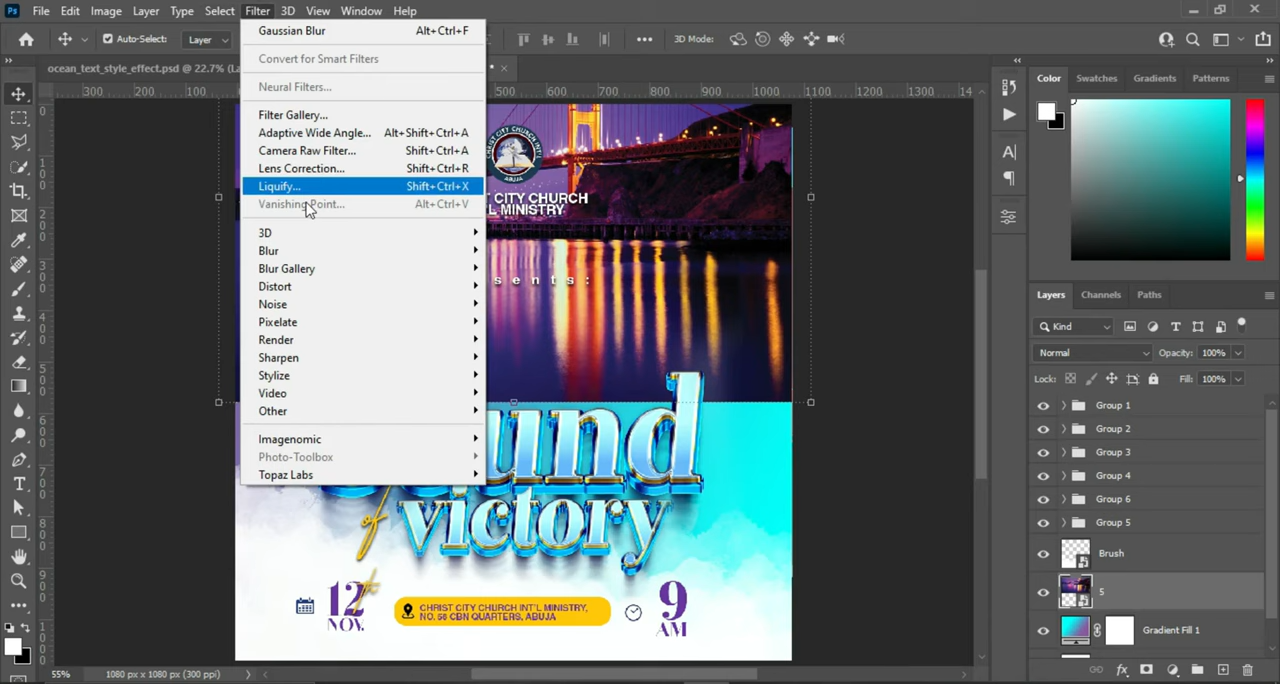 Ps File Edit Image Layer Type Select Filter 3D View Window Help
Auto-Select: Layer 3D Mode:
ocean_text_style_effect.psd @ 22.7% (La
300 200 100 500 600 700 800 900 1000 1100 1200 1300 14
Gaussian Blur Alt+Ctrl+F
Convert for Smart Filters
Neural Filters...
Filter Gallery...
Adaptive Wide Angle... Alt+Shift+Ctrl+A
Camera Raw Filter... Shift+Ctrl+A
Lens Correction... Shift+Ctrl+R
Liquify... Shift+Ctrl+X
Vanishing Point... Alt+Ctrl+V
3D
Blur
Blur Gallery
Distort
Noise
Pixelate
Render
Sharpen
Stylize
Video
Other
Imagenomic
Photo-Toolbox
Topaz Labs
CHRIST CITY CHURCH INT'L
ABUJA
T CITY CHURCH
'L MINISTRY
sents:
und
of victory
12th
NOV.
CHRIST CITY CHURCH INT'L MINISTRY,
NO. 58 CBN QUARTERS, ABUJA
9
AM
Color Swatches Gradients Patterns
Layers Channels Paths
Kind
Normal Opacity: 100%
Lock: Fill: 100%
Group 1
Group 2
Group 3
Group 4
Group 6
Group 5
Brush
5
Gradient Fill 1
55% 1080 px x 1080 px (300 ppi)